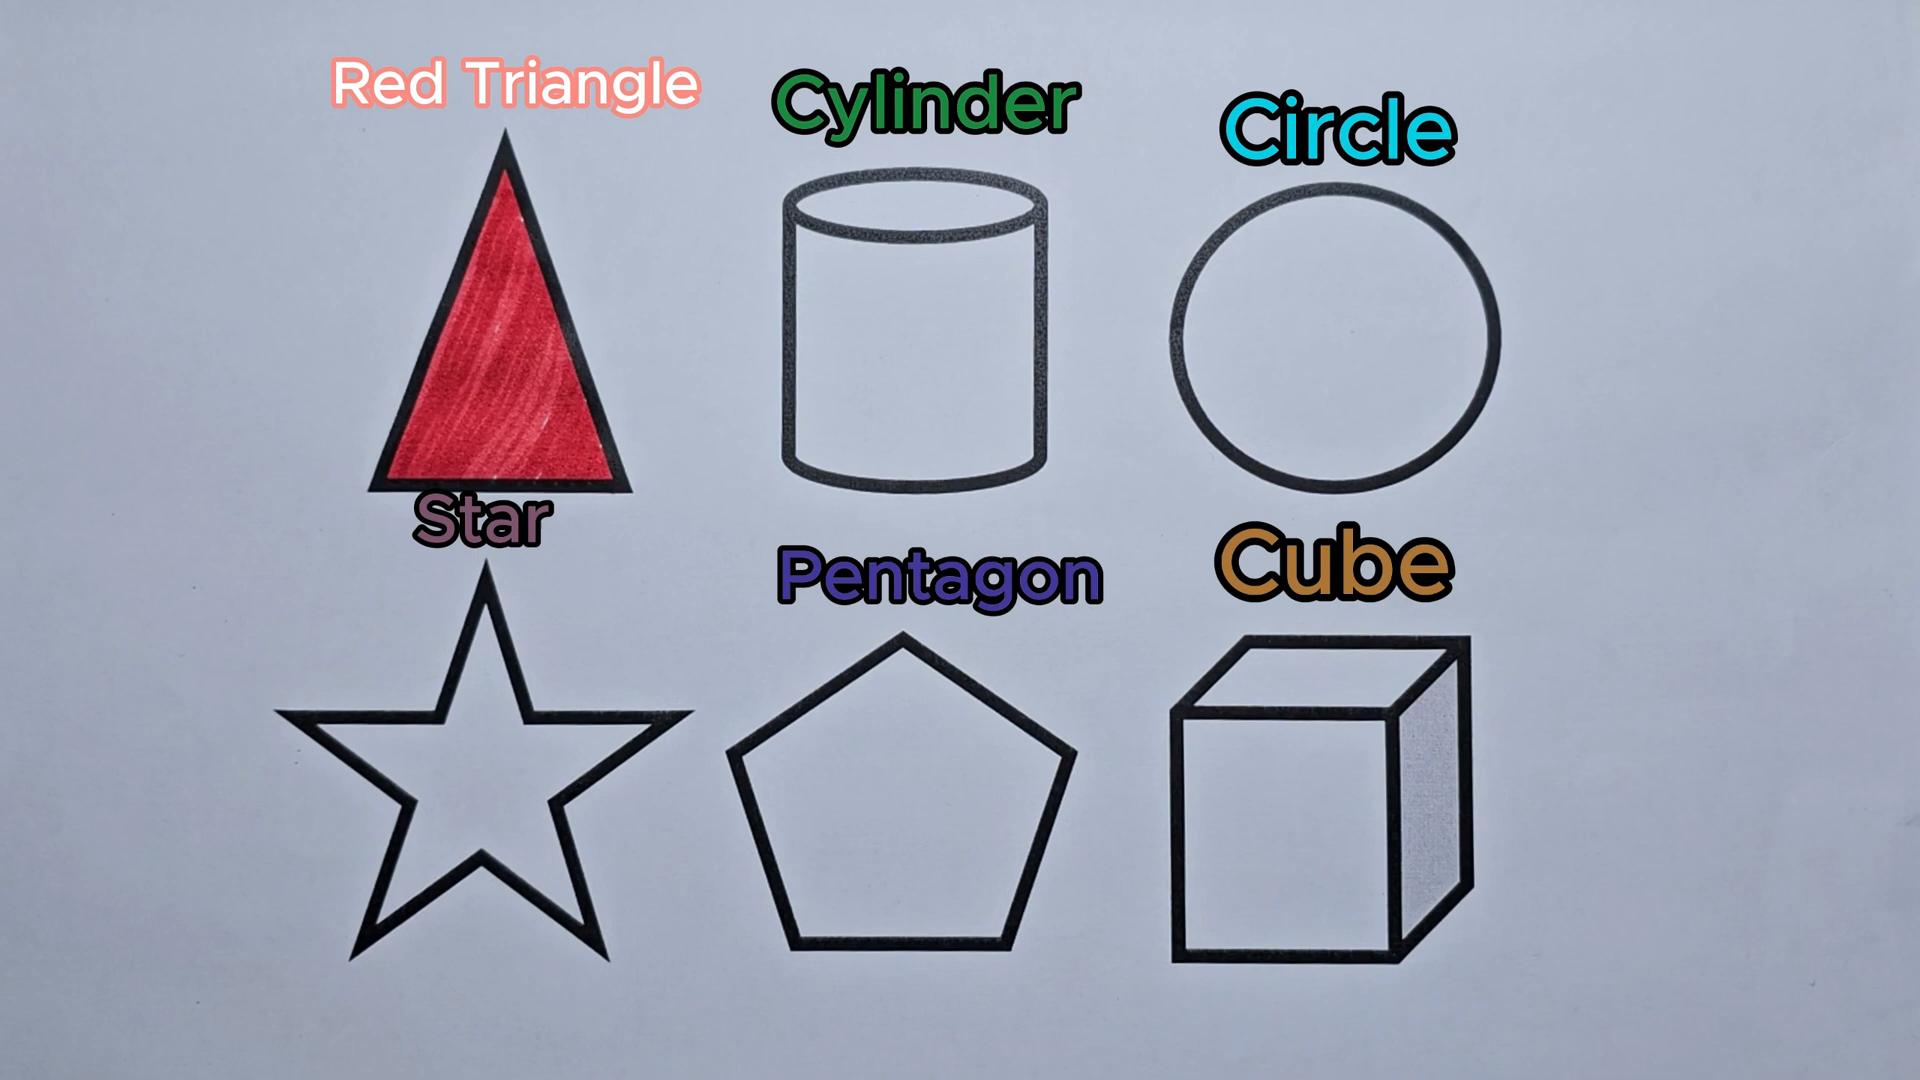 Red Triangle
Cylinder
Circle
Star
Pentagon
Cube